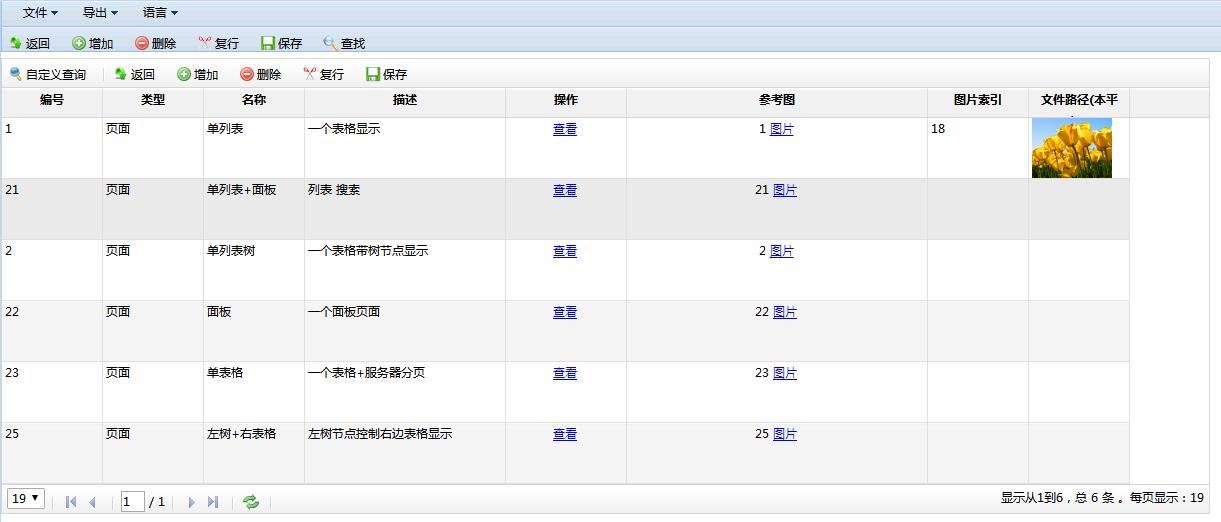 文件 导出 语言
返回 增加 删除 复行 保存 查找
自定义查询 返回 增加 删除 复行 保存
编号 类型 名称 描述 操作 参考图 图片索引 文件路径(本平
1 页面 单列表 一个表格显示 查看 1 图片 18
21 页面 单列表+面板 列表 搜索 查看 21 图片
2 页面 单列表树 一个表格带树节点显示 查看 2 图片
22 页面 面板 一个面板页面 查看 22 图片
23 页面 单表格 一个表格+服务器分页 查看 23 图片
25 页面 左树+右表格 左树节点控制右边表格显示 查看 25 图片
19 1 / 1 显示从1到6，总 6 条 。每页显示：19